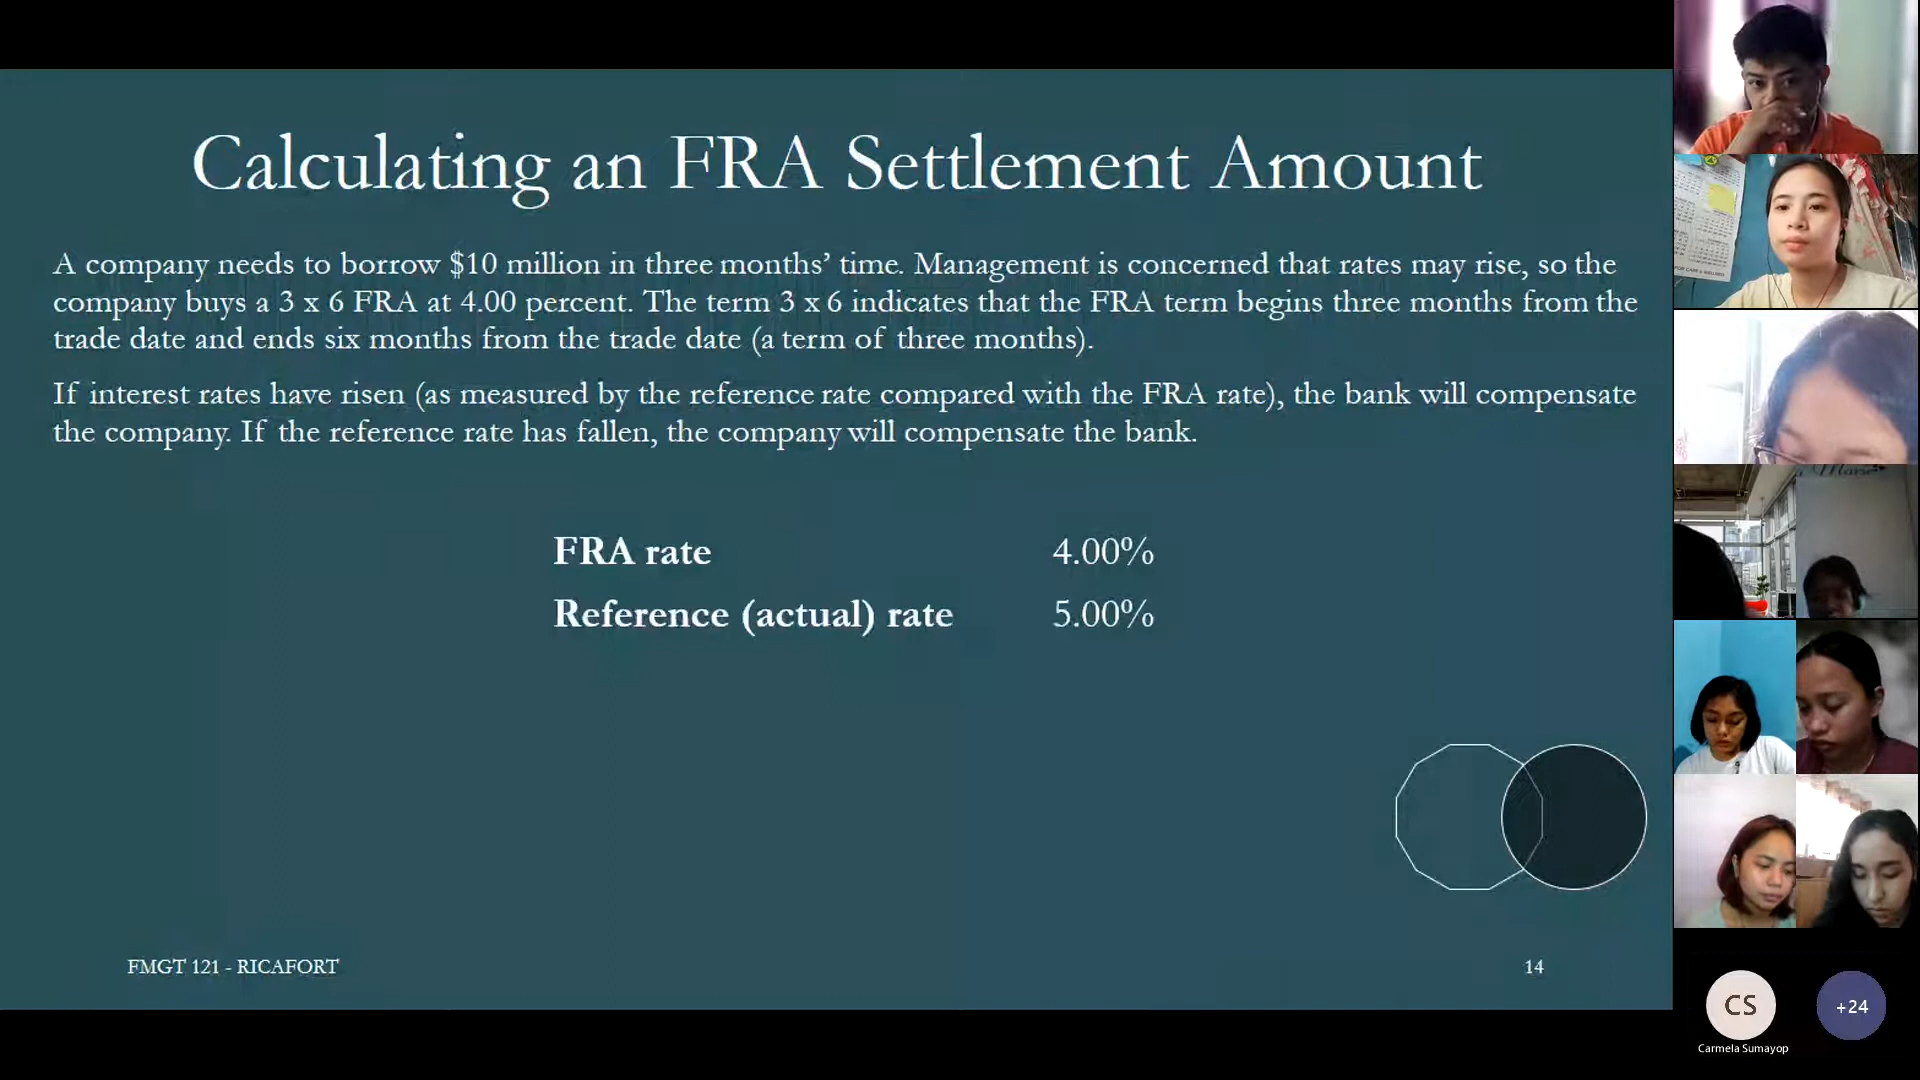 Calculating an FRA Settlement Amount
A company needs to borrow $10 million in three months’ time. Management is concerned that rates may rise, so the
company buys a 3 x 6 FRA at 4.00 percent. The term 3 x 6 indicates that the FRA term begins three months from the
trade date and ends six months from the trade date (a term of three months).
If interest rates have risen (as measured by the reference rate compared with the FRA rate), the bank will compensate
the company. If the reference rate has fallen, the company will compensate the bank.
FRA rate 4.00%
Reference (actual) rate 5.00%
FMGT 121 - RICAFORT
14
CS
+24
Carmela Sumayop